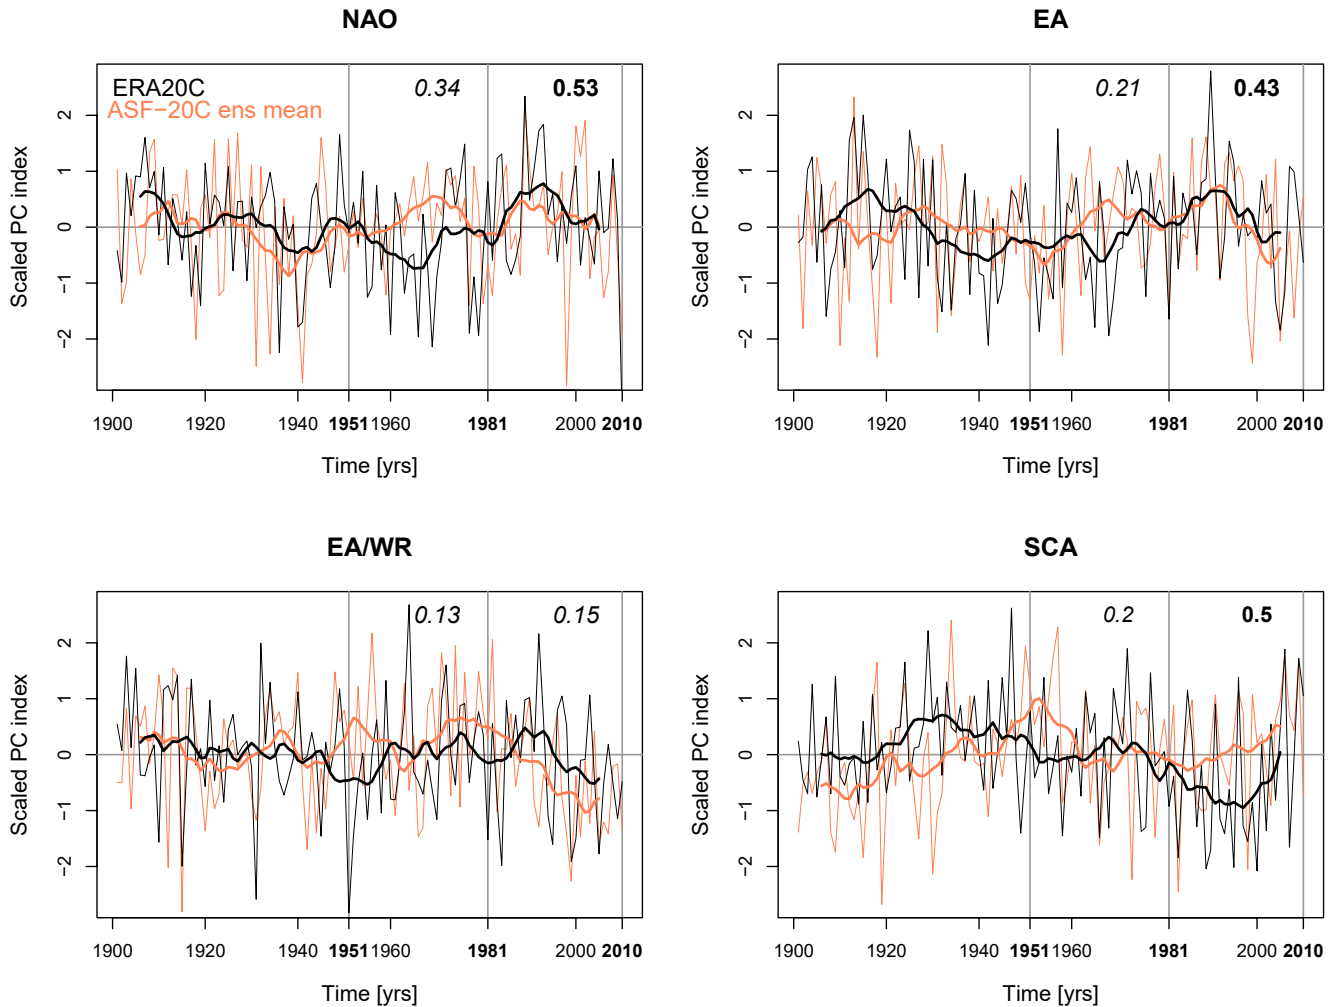 NAO
ERA20C
ASF−20C ens mean
0.34
0.53
Scaled PC index
2
1
0
−1
−2
1900 1920 1940 1951 1960 1981 2000 2010
Time [yrs]
EA
0.21
0.43
Scaled PC index
2
1
0
−1
−2
1900 1920 1940 1951 1960 1981 2000 2010
Time [yrs]
EA/WR
0.13
0.15
Scaled PC index
2
1
0
−1
−2
1900 1920 1940 1951 1960 1981 2000 2010
Time [yrs]
SCA
0.2
0.5
Scaled PC index
2
1
0
−1
−2
1900 1920 1940 1951 1960 1981 2000 2010
Time [yrs]